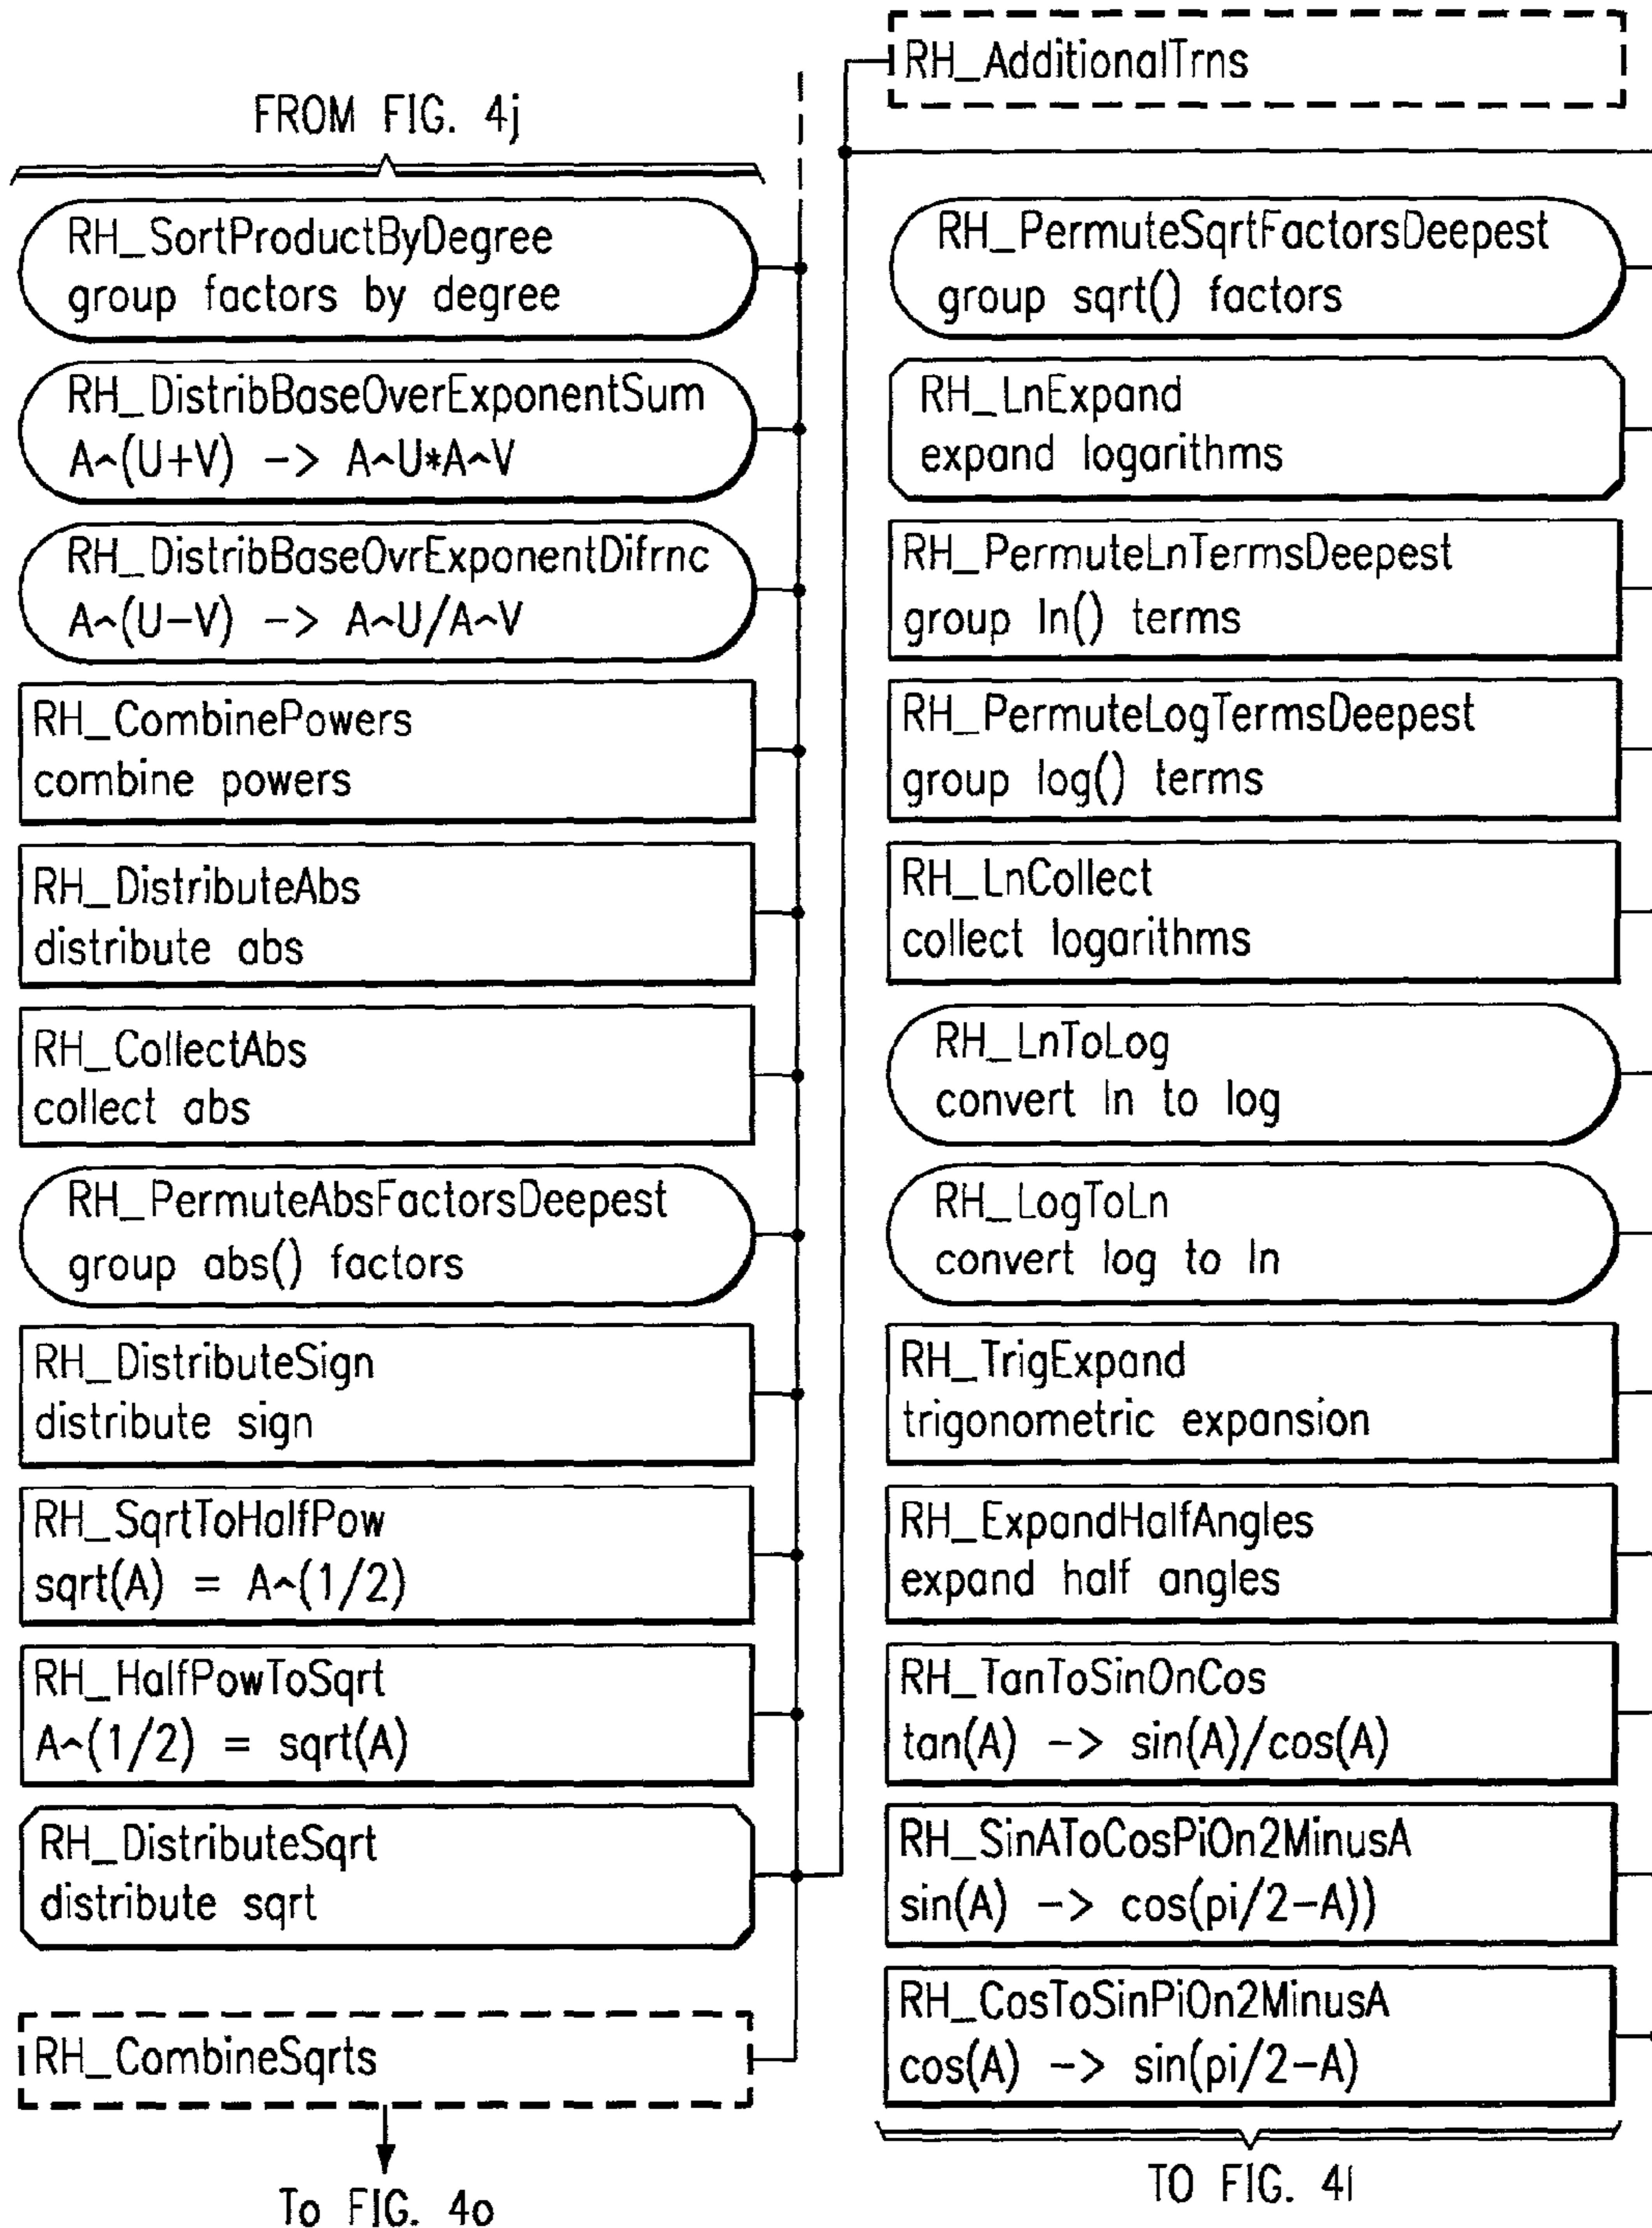 FROM FIG. 4j
RH_SortProductByDegree
group factors by degree
RH_DistribBaseOverExponentSum
A^(U+V) -> A^U*A^V
RH_DistribBaseOvrExponentDifrnc
A^(U-V) -> A^U/A^V
RH_CombinePowers
combine powers
RH_DistributeAbs
distribute abs
RH_CollectAbs
collect abs
RH_PermuteAbsFactorsDeepest
group abs() factors
RH_DistributeSign
distribute sign
RH_SqrtToHalfPow
sqrt(A) = A^(1/2)
RH_HalfPowToSqrt
A^(1/2) = sqrt(A)
RH_DistributeSqrt
distribute sqrt
RH_CombineSqrts
To FIG. 4o
RH_AdditionalTrns
RH_PermuteSqrtFactorsDeepest
group sqrt() factors
RH_LnExpand
expand logarithms
RH_PermuteLnTermsDeepest
group ln() terms
RH_PermuteLogTermsDeepest
group log() terms
RH_LnCollect
collect logarithms
RH_LnToLog
convert ln to log
RH_LogToLn
convert log to ln
RH_TrigExpand
trigonometric expansion
RH_ExpandHalfAngles
expand half angles
RH_TanToSinOnCos
tan(A) -> sin(A)/cos(A)
RH_SinAToCosPiOn2MinusA
sin(A) -> cos(pi/2-A))
RH_CosToSinPiOn2MinusA
cos(A) -> sin(pi/2-A)
TO FIG. 4l